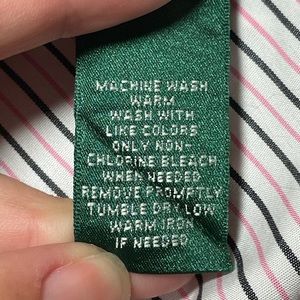 MACHINE WASH
WARM
WASH WITH
LIKE COLORS
ONLY NON-
CHLORINE BLEACH
WHEN NEEDED
REMOVE PROMPTLY
TUMBLE DRY LOW
WARM IRON
IF NEEDED